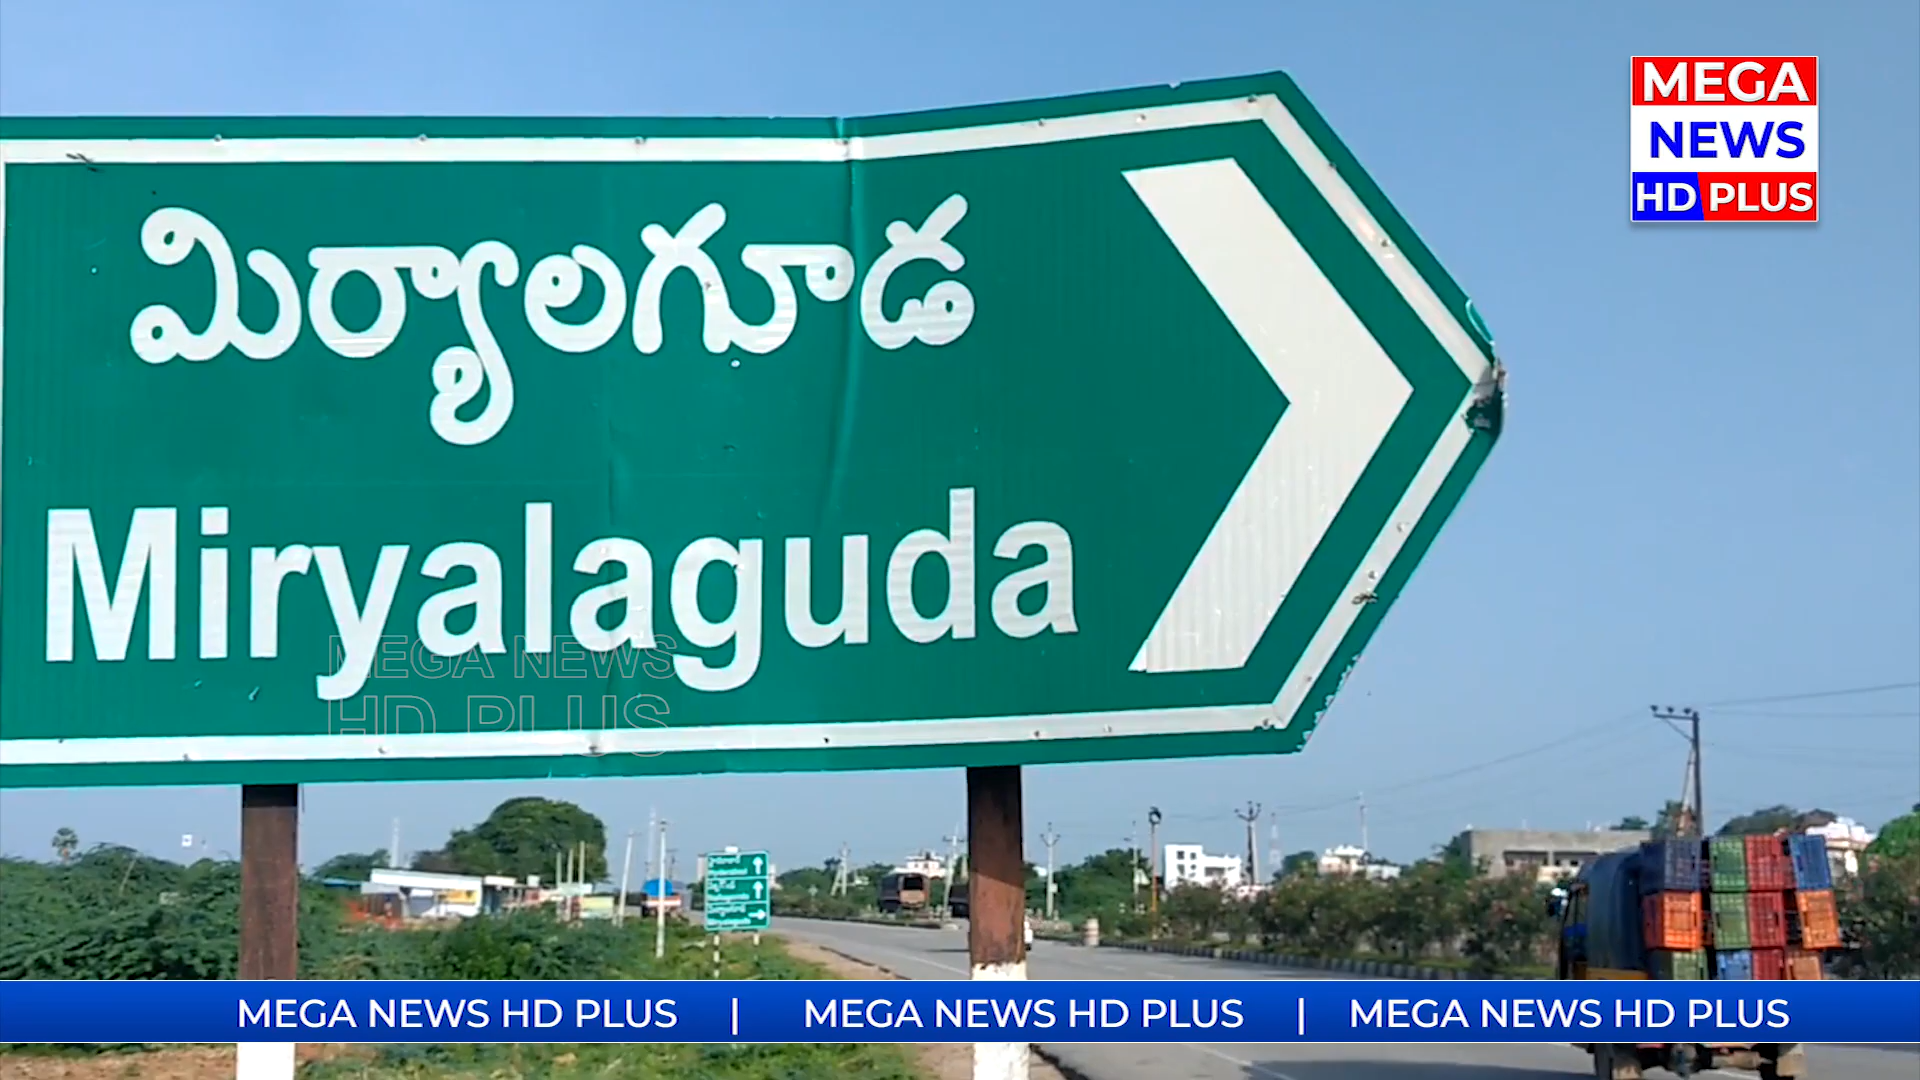 MEGA
NEWS
HD PLUS
మిర్యాలగూడ
Miryalaguda
MEGA NEWS
HD PLUS
MEGA NEWS HD PLUS | MEGA NEWS HD PLUS | MEGA NEWS HD PLUS